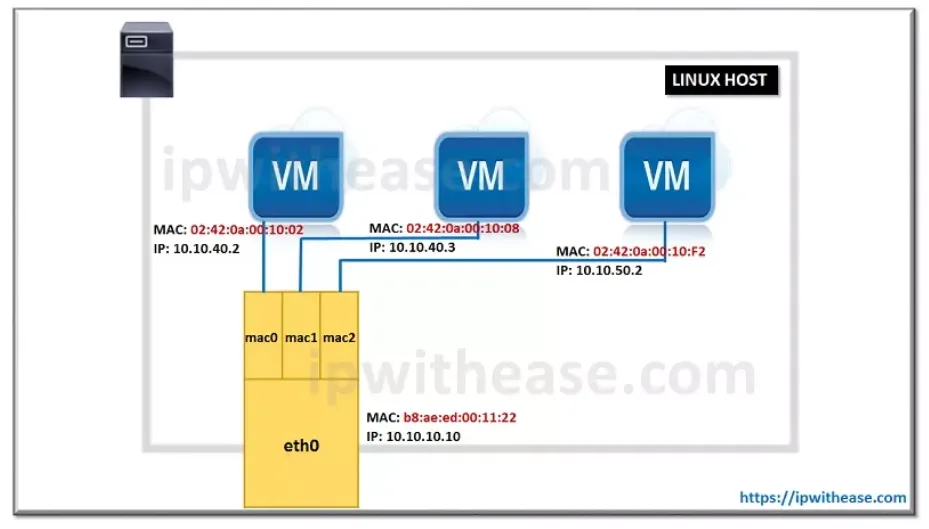 LINUX HOST
ipwithease.com
VM
VM
VM
MAC: 02:42:0a:00:10:02
IP: 10.10.40.2
MAC: 02:42:0a:00:10:08
IP: 10.10.40.3
MAC: 02:42:0a:00:10:F2
IP: 10.10.50.2
mac0
mac1
mac2
ipwithease.com
MAC: b8:ae:ed:00:11:22
IP: 10.10.10.10
eth0
https://ipwithease.com